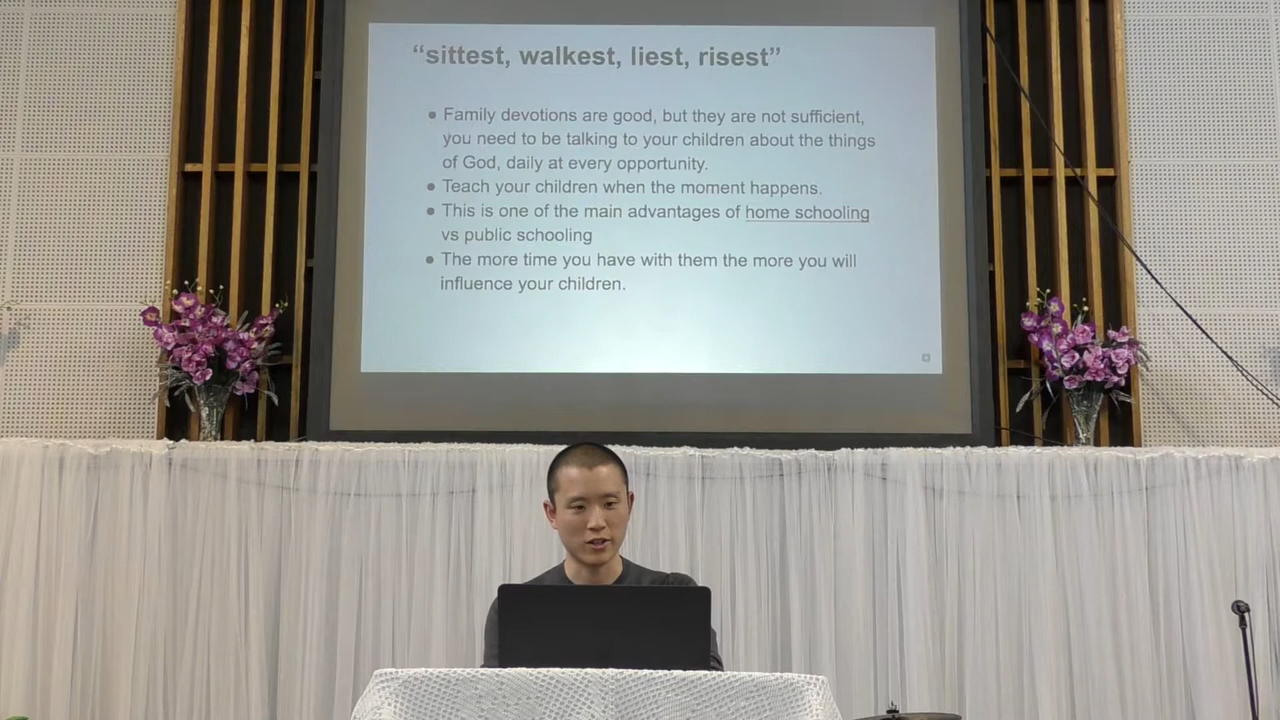 “sittest, walkest, liest, risest”
● Family devotions are good, but they are not sufficient,
you need to be talking to your children about the things
of God, daily at every opportunity.
● Teach your children when the moment happens.
● This is one of the main advantages of home schooling
vs public schooling
● The more time you have with them the more you will
influence your children.